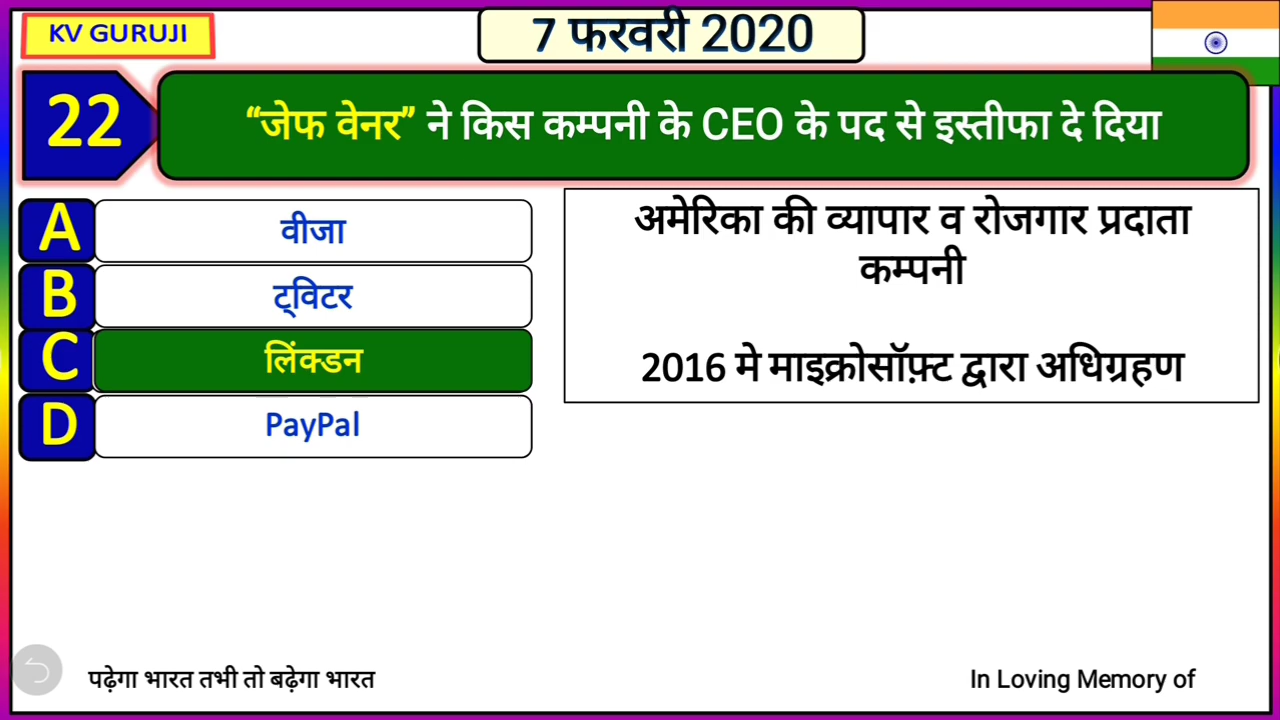 KV GURUJI
7 फरवरी 2020
22
“जेफ वेनर” ने किस कम्पनी के CEO के पद से इस्तीफा दे दिया
A
वीजा
B
ट्विटर
C
लिंक्डन
D
PayPal
अमेरिका की व्यापार व रोजगार प्रदाता
कम्पनी
2016 मे माइक्रोसॉफ़्ट द्वारा अधिग्रहण
पढ़ेगा भारत तभी तो बढ़ेगा भारत
In Loving Memory of